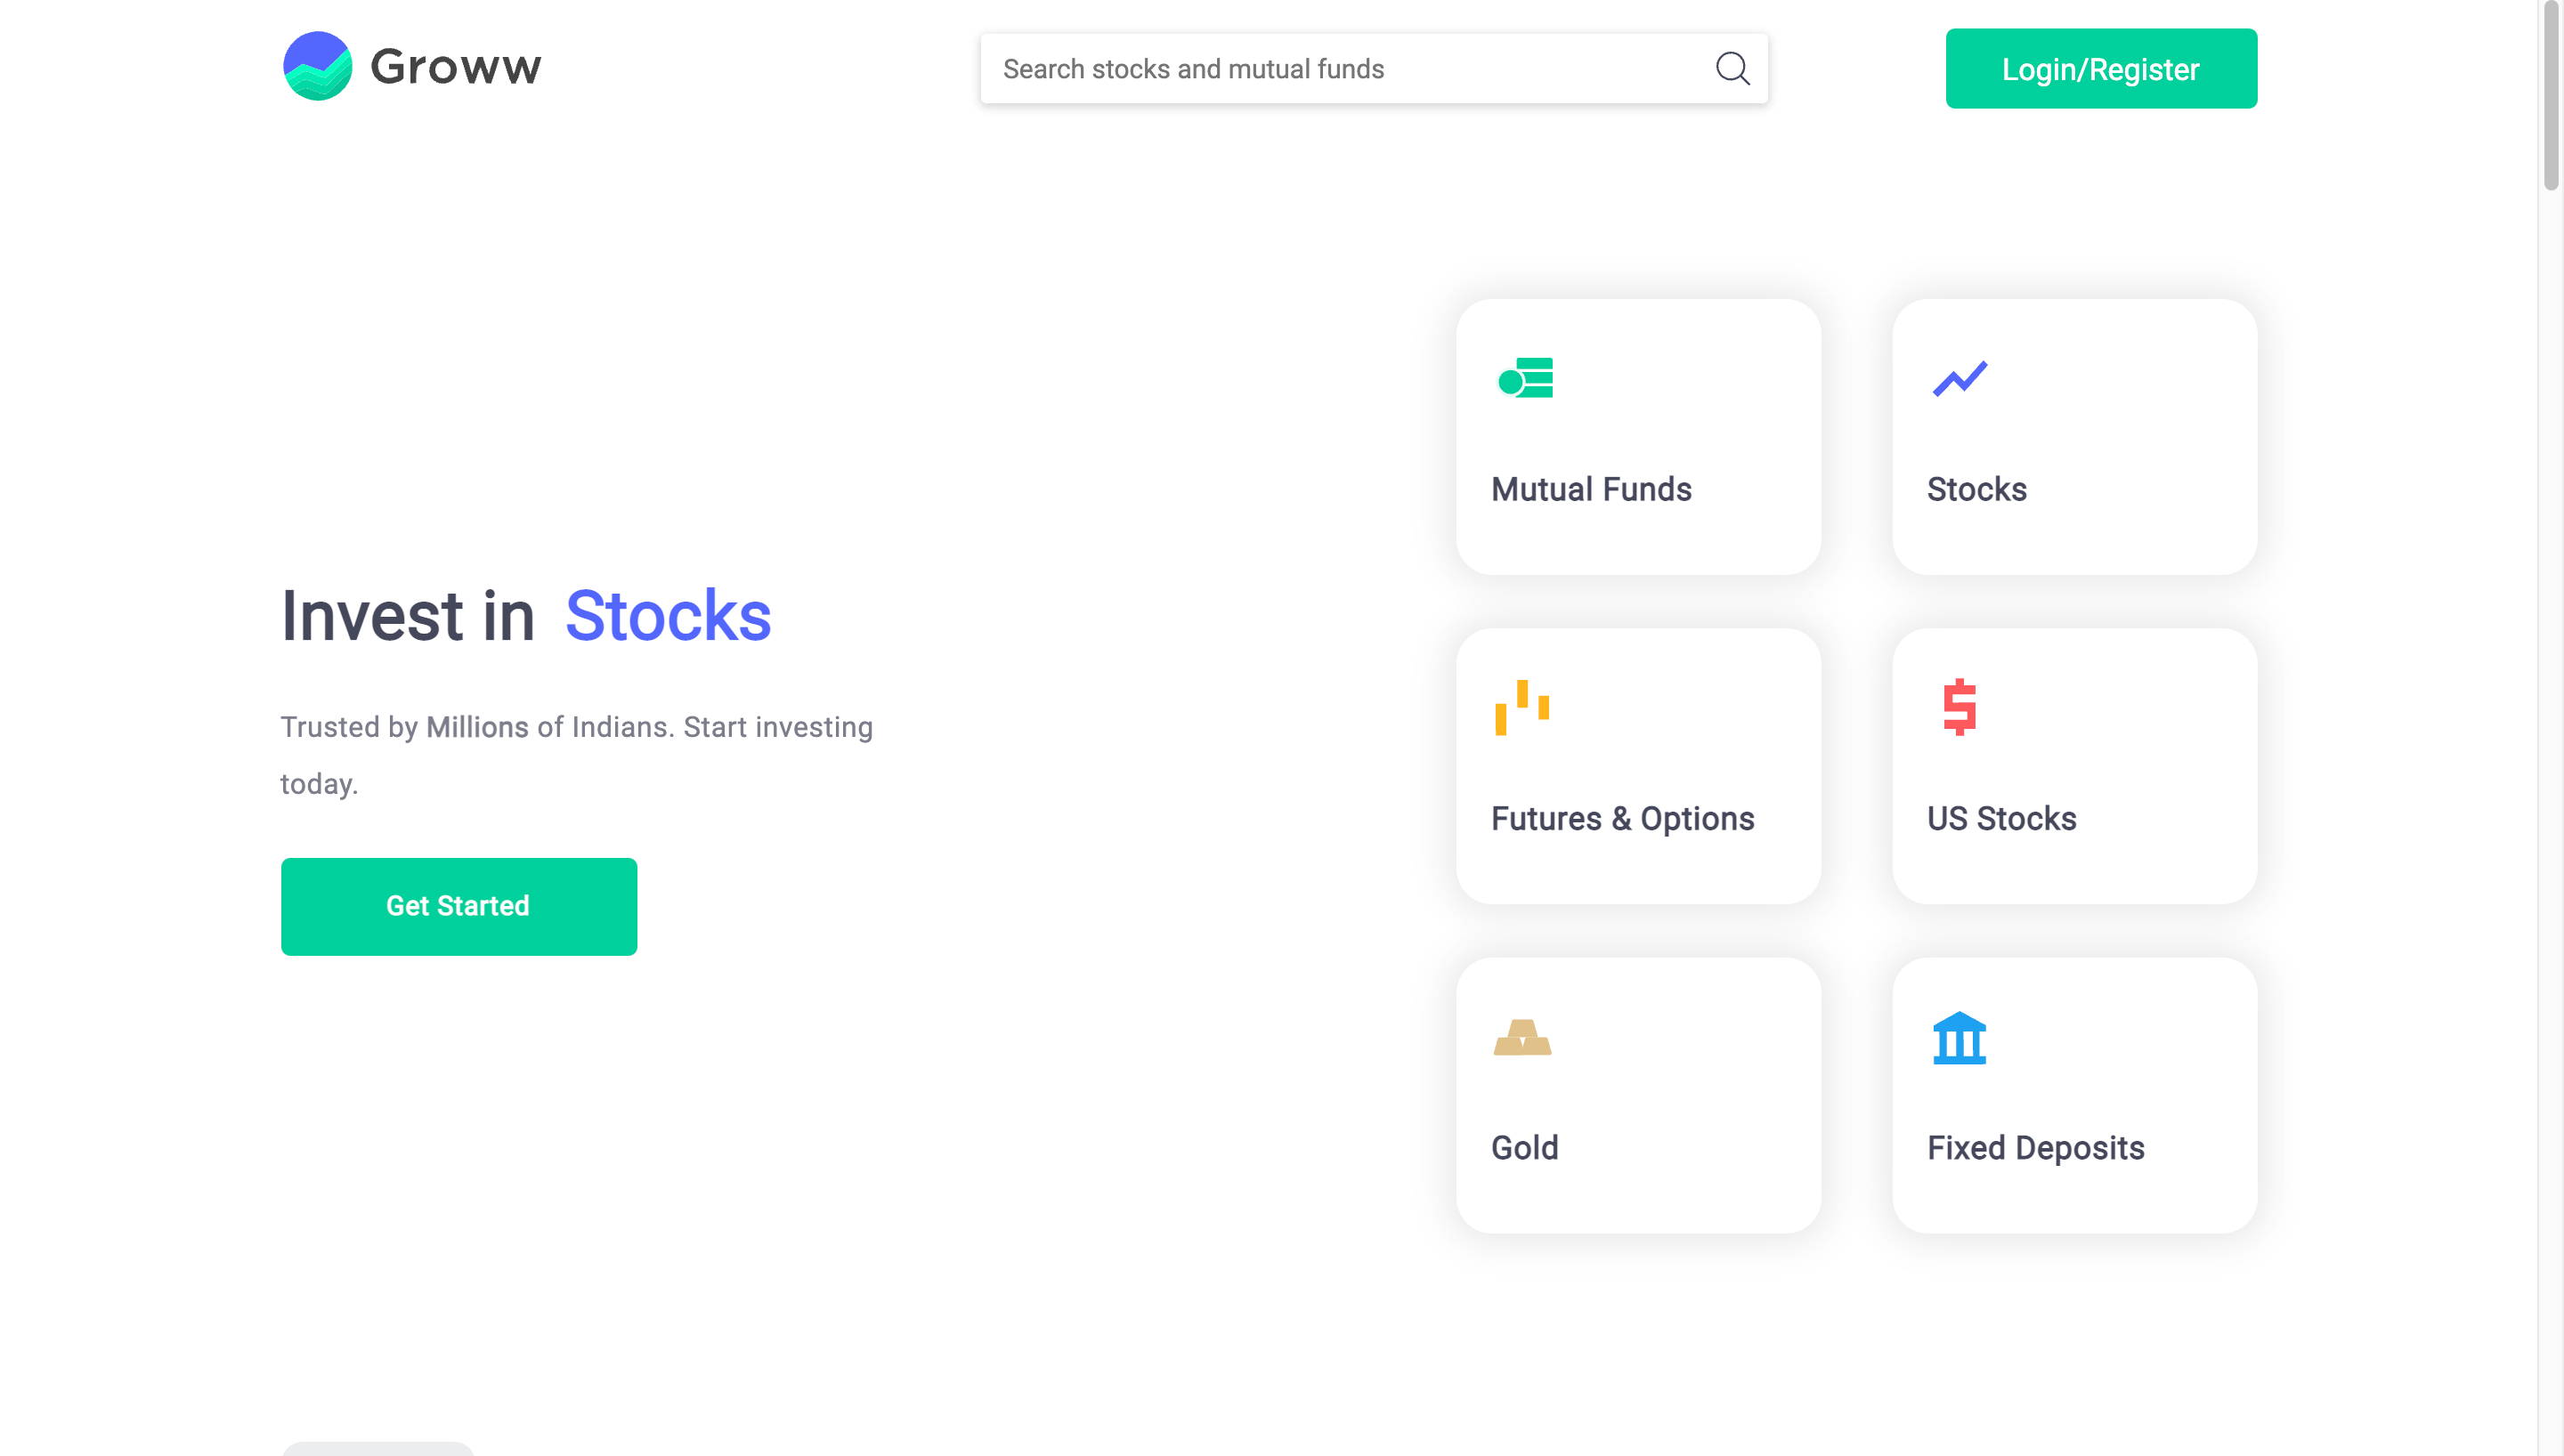 Groww
Search stocks and mutual funds
Login/Register
Mutual Funds
Stocks
Invest in Stocks
Trusted by Millions of Indians. Start investing
today.
Get Started
Futures & Options
US Stocks
Gold
Fixed Deposits